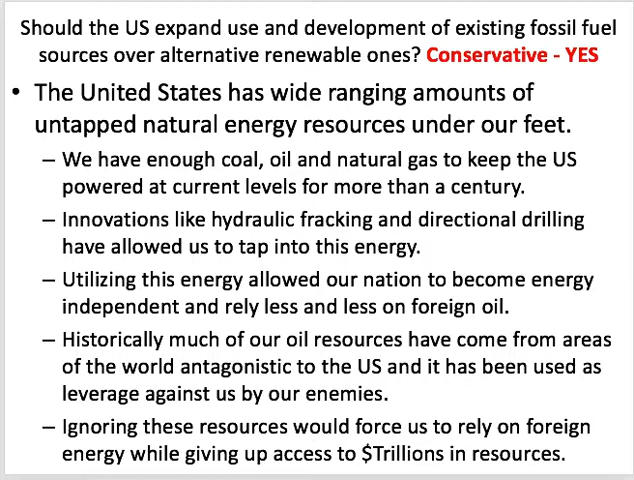 Should the US expand use and development of existing fossil fuel
sources over alternative renewable ones? Conservative - YES
• The United States has wide ranging amounts of
untapped natural energy resources under our feet.
– We have enough coal, oil and natural gas to keep the US
powered at current levels for more than a century.
– Innovations like hydraulic fracking and directional drilling
have allowed us to tap into this energy.
– Utilizing this energy allowed our nation to become energy
independent and rely less and less on foreign oil.
– Historically much of our oil resources have come from areas
of the world antagonistic to the US and it has been used as
leverage against us by our enemies.
– Ignoring these resources would force us to rely on foreign
energy while giving up access to $Trillions in resources.